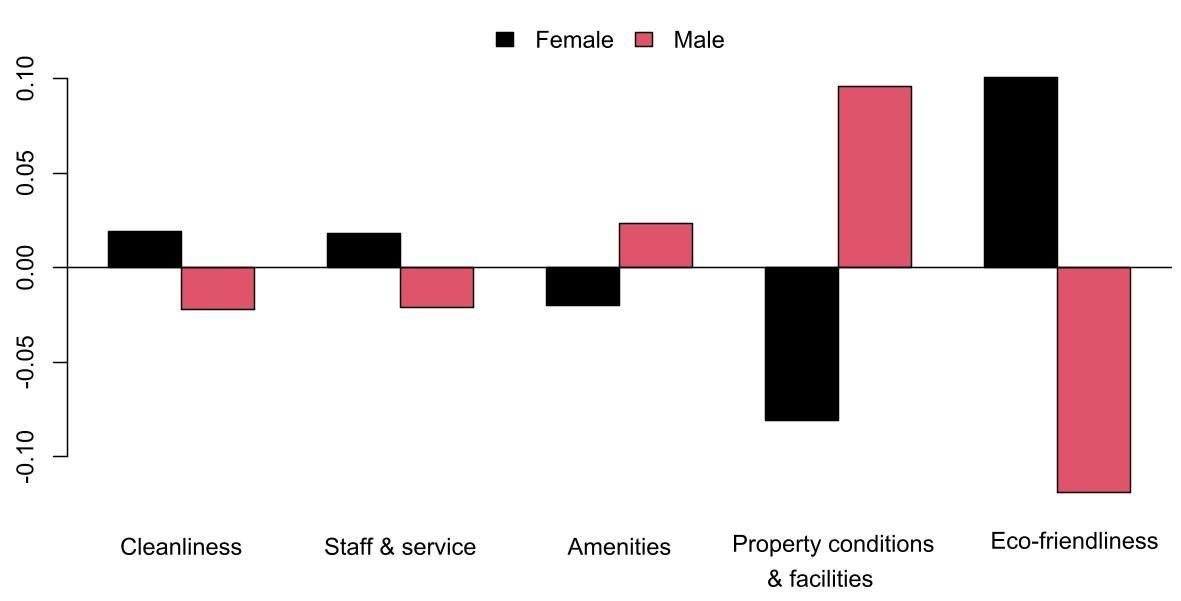 Female Male
0.10
0.05
0.00
-0.05
-0.10
Cleanliness Staff & service Amenities Property conditions & facilities Eco-friendliness